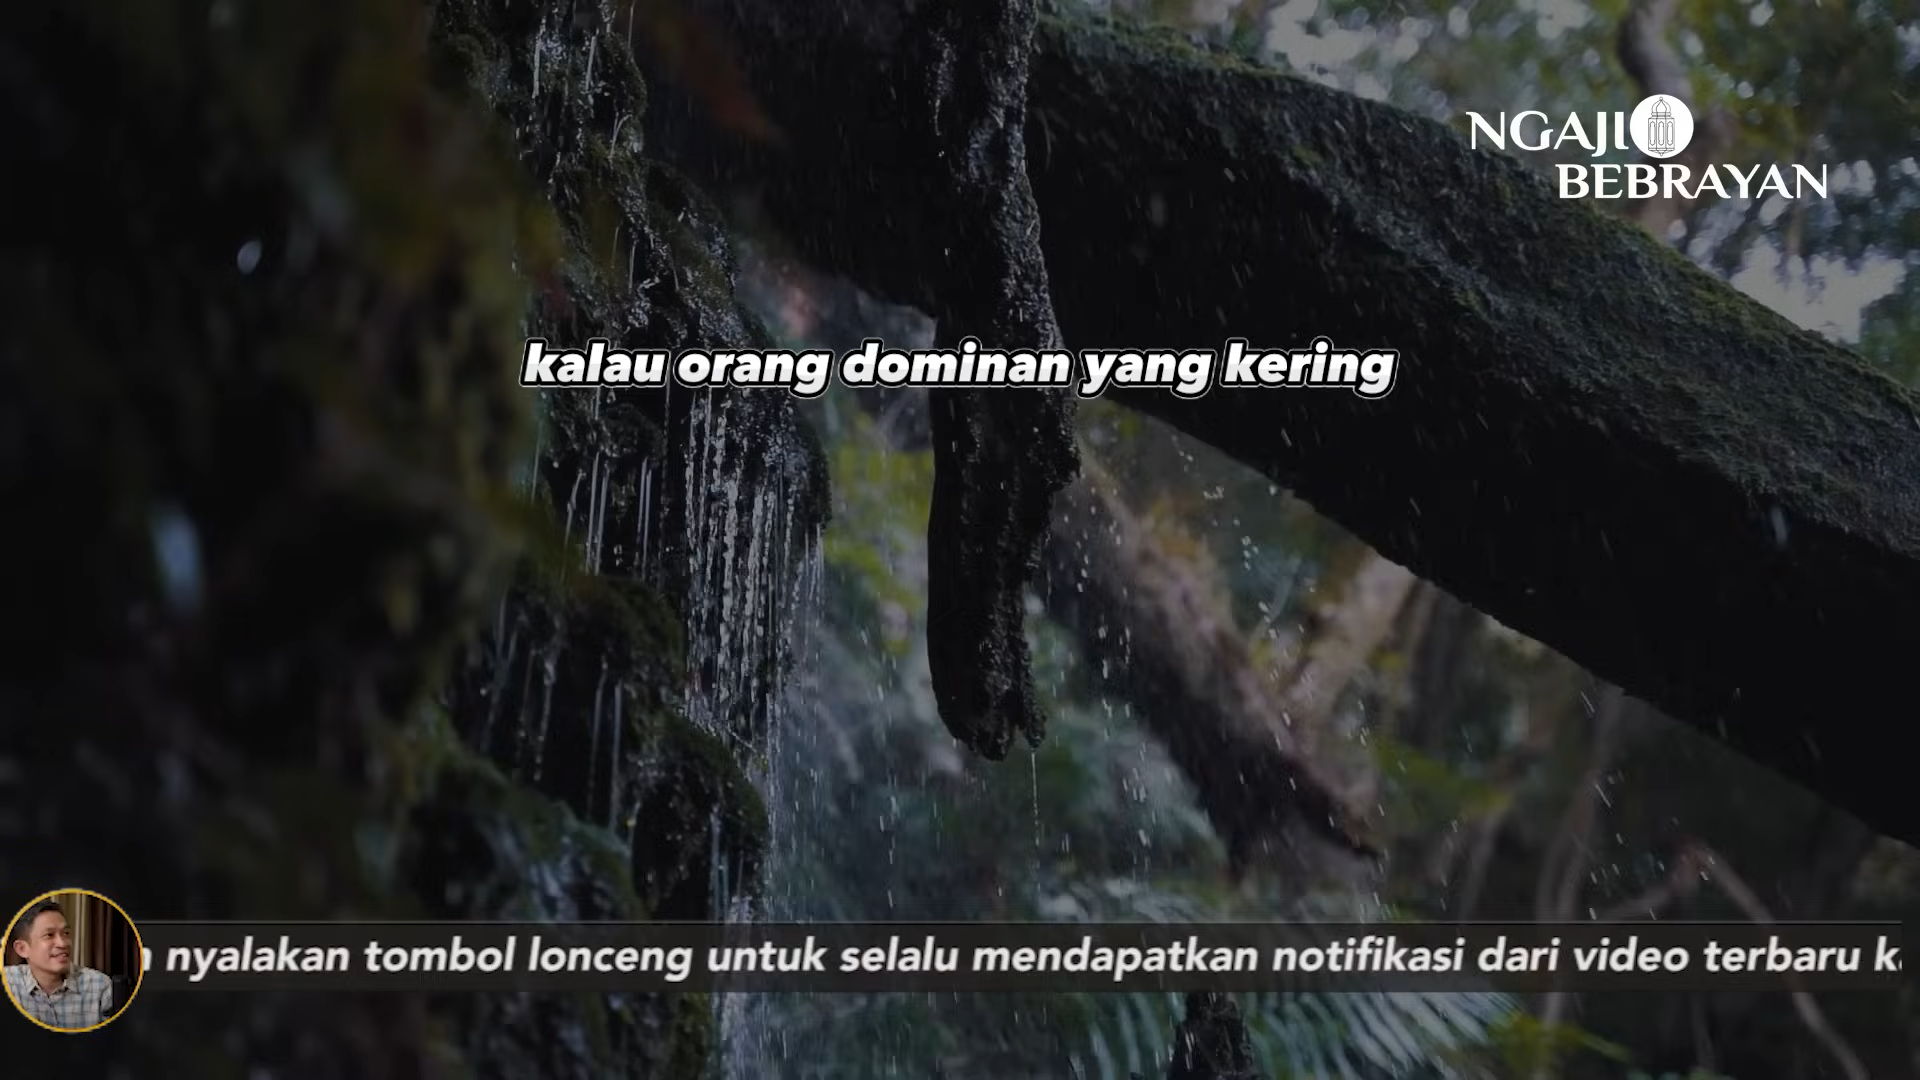 NGAJI
BEBRAYAN
kalau orang dominan yang kering
nyalakan tombol lonceng untuk selalu mendapatkan notifikasi dari video terbaru